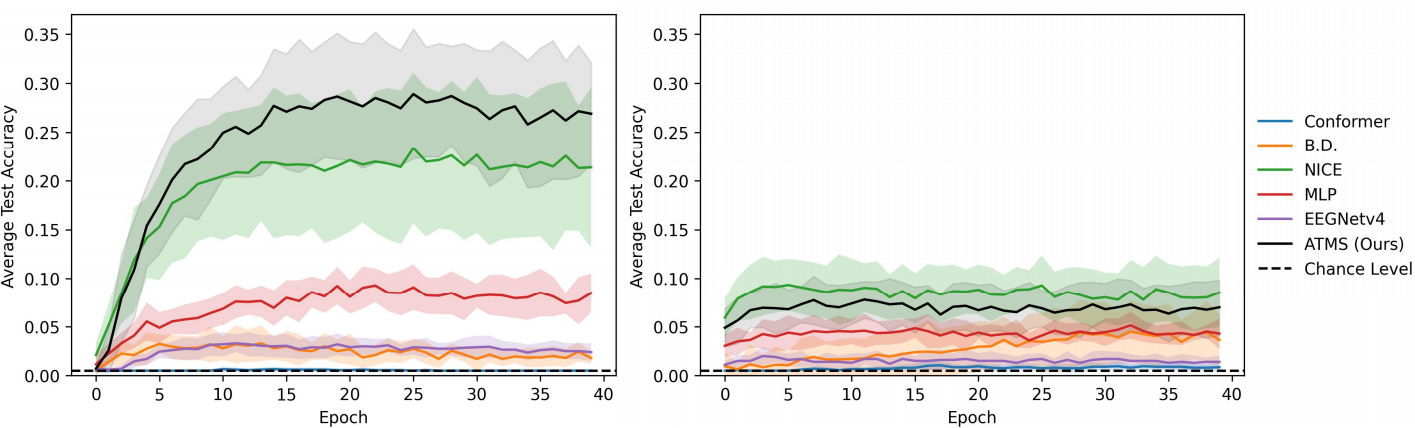 Average Test Accuracy
0.35
0.30
0.25
0.20
0.15
0.10
0.05
0.00
0 5 10 15 20 25 30 35 40
Epoch
Average Test Accuracy
0.35
0.30
0.25
0.20
0.15
0.10
0.05
0.00
0 5 10 15 20 25 30 35 40
Epoch
Conformer
B.D.
NICE
MLP
EEGNetv4
ATMS (Ours)
Chance Level